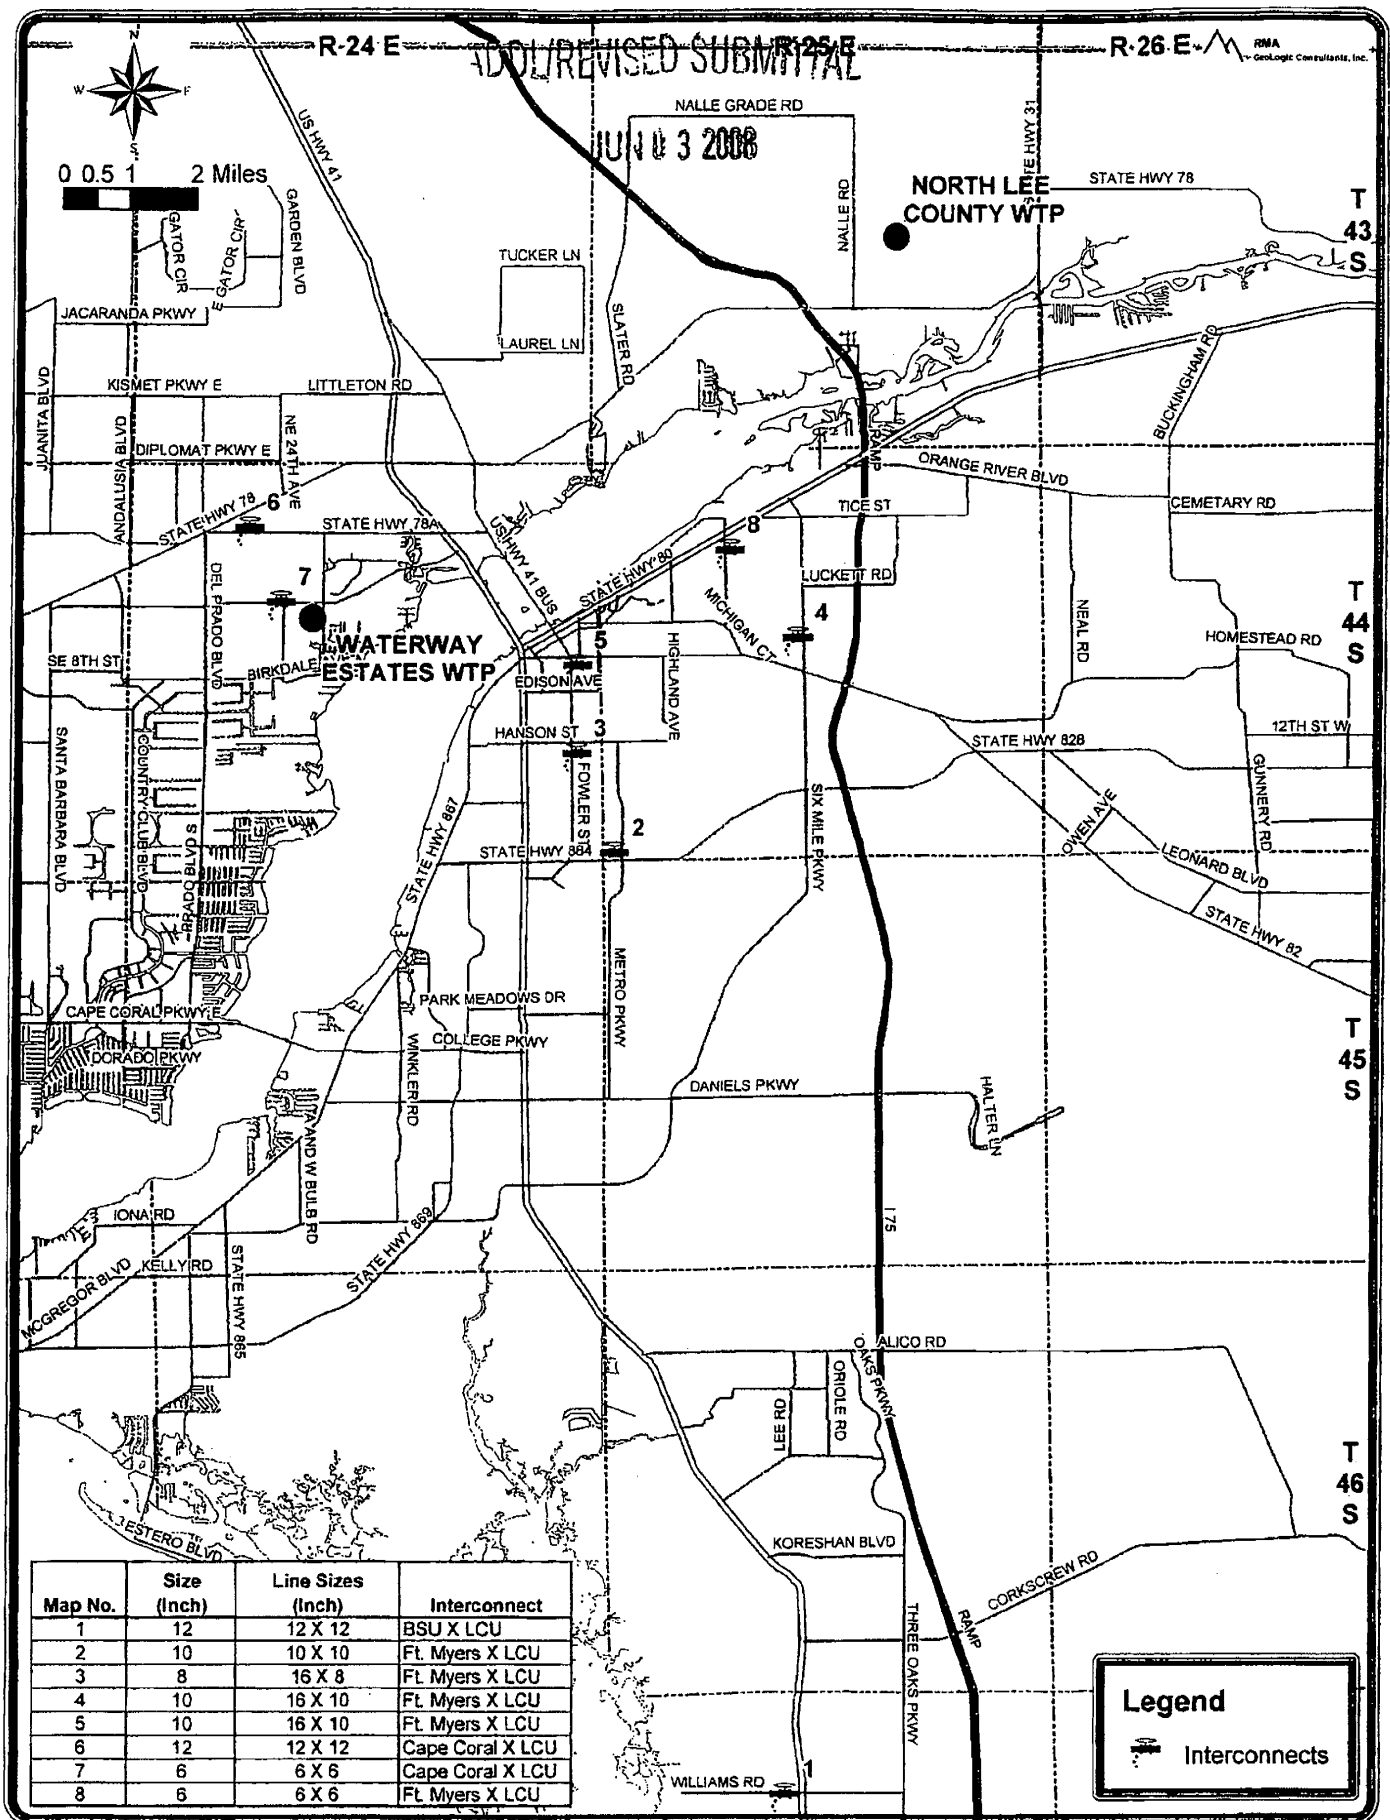 R-24 E
R-25 E
R-26 E
RMA
GeoLogic Consultants, Inc.
REVISED SUBMITTAL
JUN 0 3 2008
N
W
S
0 0.5 1 2 Miles
NALLE GRADE RD
US HWY 41
GARDEN BLVD
GATOR CIR
E GATOR CIR
JACARANDA PKWY
TUCKER LN
LAUREL LN
SLATER RD
NALLE RD
NORTH LEE
COUNTY WTP
STATE HWY 78
T
43
S
JUANITA BLVD
KISMET PKWY E
LITTLETON RD
ANDALUSIA BLVD
DIPLOMAT PKWY E
NE 24TH AVE
BUCKINGHAM RD
RAMP
ORANGE RIVER BLVD
CEMETARY RD
STATE HWY 78
6
STATE HWY 78A
US HWY 41 BUS
STATE HWY 80
8
TICE ST
LUCKETT RD
DEL PRADO BLVD
7
WATERWAY
ESTATES WTP
SE 8TH ST
BIRKDALE
5
EDISON AVE
HIGHLAND AVE
MICHIGAN CT
4
NEAL RD
HOMESTEAD RD
T
44
S
SANTA BARBARA BLVD
COUNTRY CLUB BLVD
PRADO BLVD S
HANSON ST
3
FOWLER ST
2
STATE HWY 884
STATE HWY 867
SIX MILE PKWY
STATE HWY 828
12TH ST W
GUNNERY RD
OWEN AVE
LEONARD BLVD
STATE HWY 82
METRO PKWY
CAPE CORAL PKWY E
DORADO PKWY
PARK MEADOWS DR
COLLEGE PKWY
WINKLER RD
T
45
S
DANIELS PKWY
HALTER LN
A AND W BULB RD
IONA RD
KELLY RD
MCGREGOR BLVD
STATE HWY 865
STATE HWY 869
I 75
ALICO RD
OAKS PKWY
LEE RD
ORIOLE RD
T
46
S
ESTERO BLVD
KORESHAN BLVD
CORKSCREW RD
RAMP
THREE OAKS PKWY
WILLIAMS RD
1
Map No. Size (Inch) Line Sizes (Inch) Interconnect
1 12 12 X 12 BSU X LCU
2 10 10 X 10 Ft. Myers X LCU
3 8 16 X 8 Ft. Myers X LCU
4 10 16 X 10 Ft. Myers X LCU
5 10 16 X 10 Ft. Myers X LCU
6 12 12 X 12 Cape Coral X LCU
7 6 6 X 6 Cape Coral X LCU
8 6 6 X 6 Ft. Myers X LCU
Legend
Interconnects